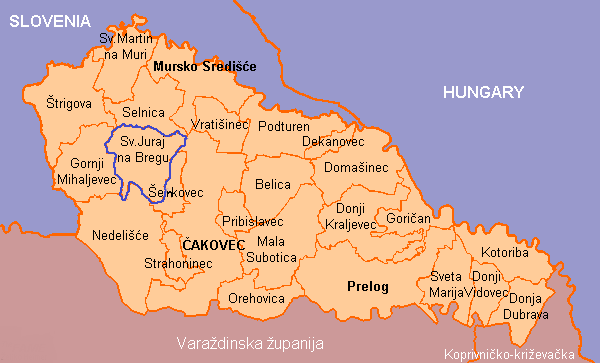 SLOVENIA
Sv.Martin
na Muri
Mursko Središće
HUNGARY
Štrigova
Selnica
Vratišinec
Podturen
Dekanovec
Sv.Juraj
na Bregu
Gornji
Mihaljevec
Domašinec
Šenkovec
Belica
Donji
Kraljevec
Goričan
Pribislavec
Nedelišće
ČAKOVEC
Mala
Subotica
Kotoriba
Strahoninec
Sveta
Marija
Donji
Vidovec
Prelog
Orehovica
Donja
Dubrava
Varaždinska županija
Koprivničko-križevačka